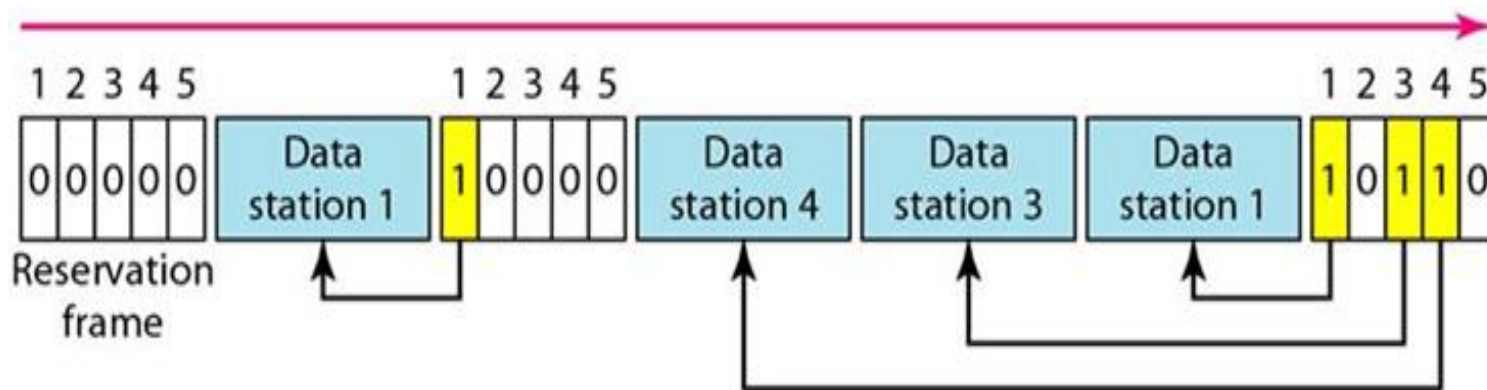 1 2 3 4 5 1 2 3 4 5 1 2 3 4 5
0 0 0 0 0 Data station 1 1 0 0 0 0 Data station 4 Data station 3 Data station 1 1 0 1 1 0
Reservation
frame